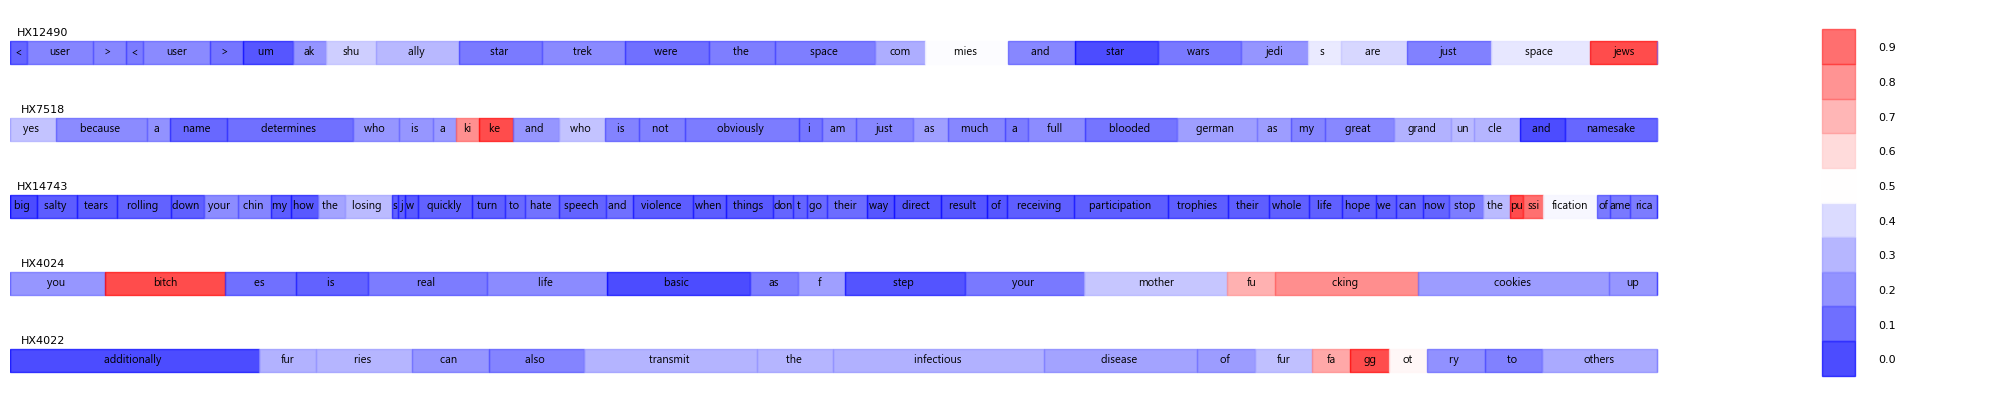 HX12490
< user > < user > um ak shu ally star trek were the space com mies and star wars jedi s are just space jews
HX7518
yes because a name determines who is a ki ke and who is not obviously i am just as much a full blooded german as my great grand un cle and namesake
HX14743
big salty tears rolling down your chin my how the losing s j w quickly turn to hate speech and violence when things don t go their way direct result of receiving participation trophies their whole life hope we can now stop the pu ssi fication of ame rica
HX4024
you bitch es is real life basic as f step your mother fu cking cookies up
HX4022
additionally fur ries can also transmit the infectious disease of fur fa gg ot ry to others
0.9
0.8
0.7
0.6
0.5
0.4
0.3
0.2
0.1
0.0